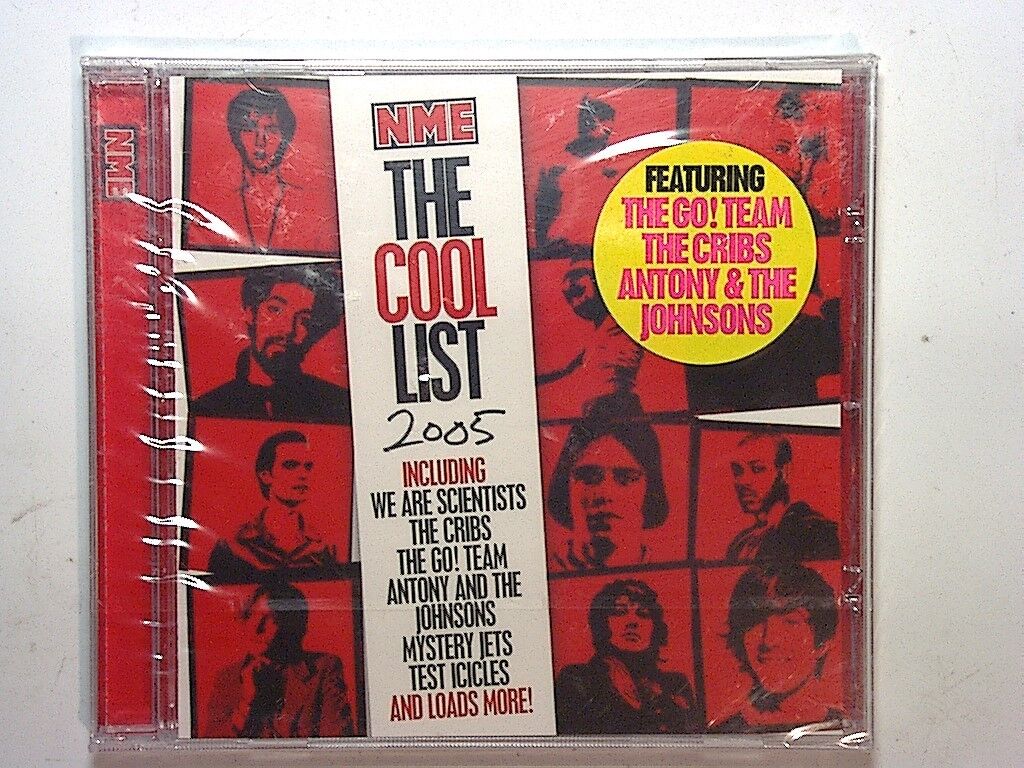 NME
NME
THE
COOL
LIST
2005
INCLUDING
WE ARE SCIENTISTS
THE CRIBS
THE GO! TEAM
ANTONY AND THE
JOHNSONS
MYSTERY JETS
TEST ICICLES
AND LOADS MORE!
FEATURING
THE GO! TEAM
THE CRIBS
ANTONY & THE
JOHNSONS